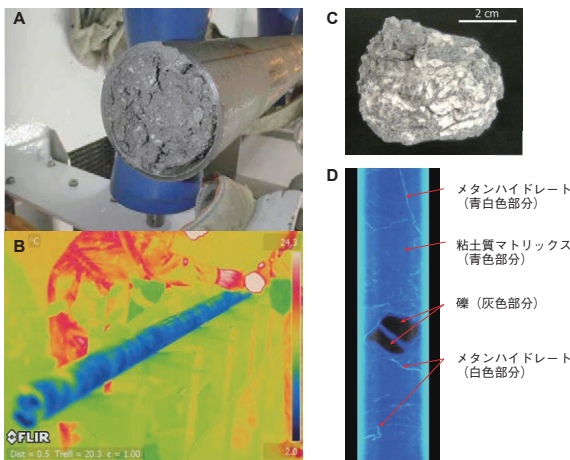 A
C
2 cm
B
°C
24.3
FLIR
Dist = 0.5 Trefl = 20.3 ε = 1.00
2.0
D
メタンハイドレート
（青白色部分）
粘土質マトリックス
（青色部分）
礫（灰色部分）
メタンハイドレート
（白色部分）